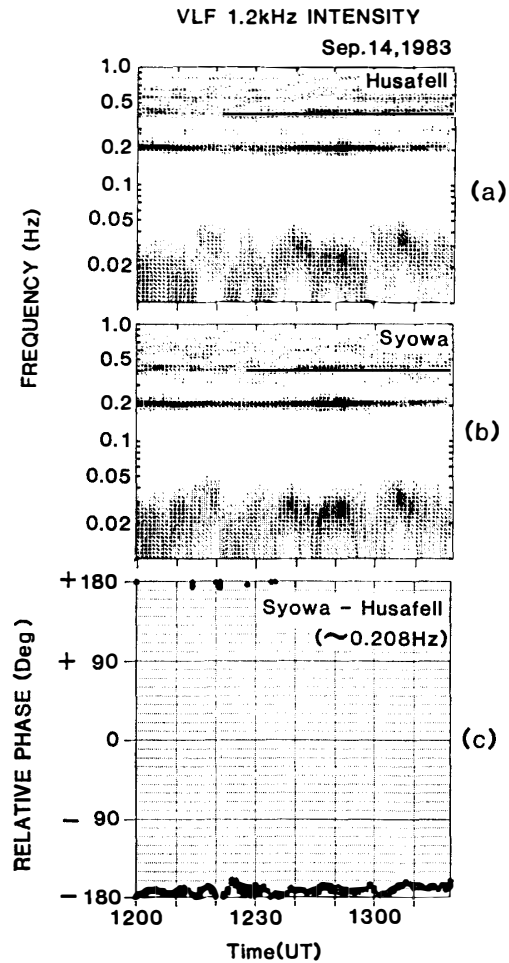 VLF 1.2kHz INTENSITY
Sep.14,1983
FREQUENCY (Hz)
1.0
0.5
0.2
0.1
0.05
0.02
Husafell
(a)
1.0
0.5
0.2
0.1
0.05
0.02
Syowa
(b)
RELATIVE PHASE (Deg)
+ 180
+ 90
0
− 90
− 180
Syowa - Husafell
(~0.208Hz)
(c)
1200 1230 1300
Time(UT)